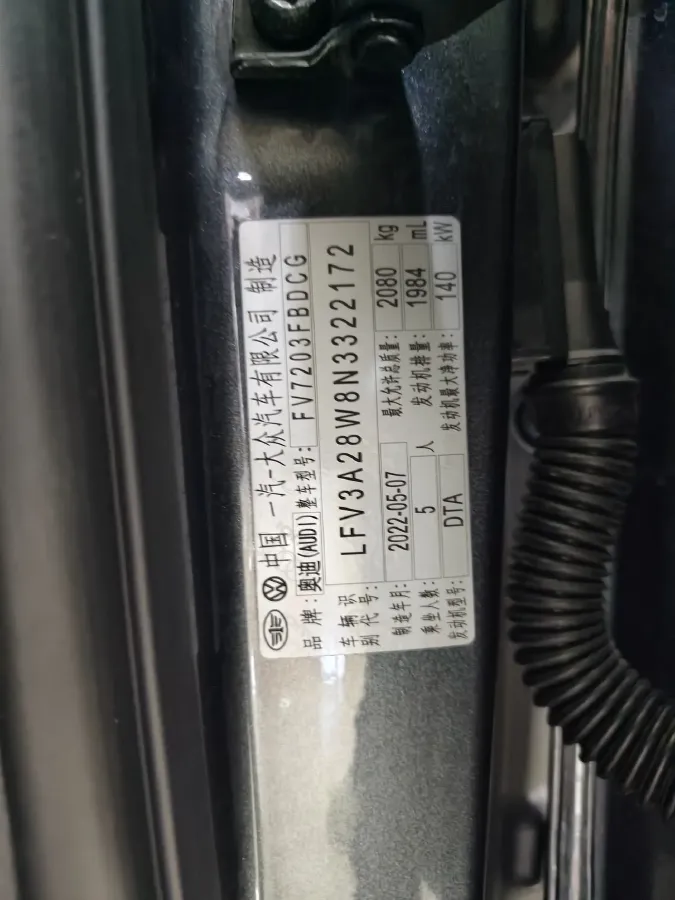 中国 一汽-大众汽车有限公司 制造
品牌: 奥迪(AUDI) 整车型号: FV7203FBDCG
车辆识别代号: LFV3A28W8N3322172
制造年月: 2022-05-07 最大允许总质量: 2080 kg
乘坐人数: 5 人 发动机排量: 1984 mL
发动机型号: DTA 发动机最大净功率: 140 kW